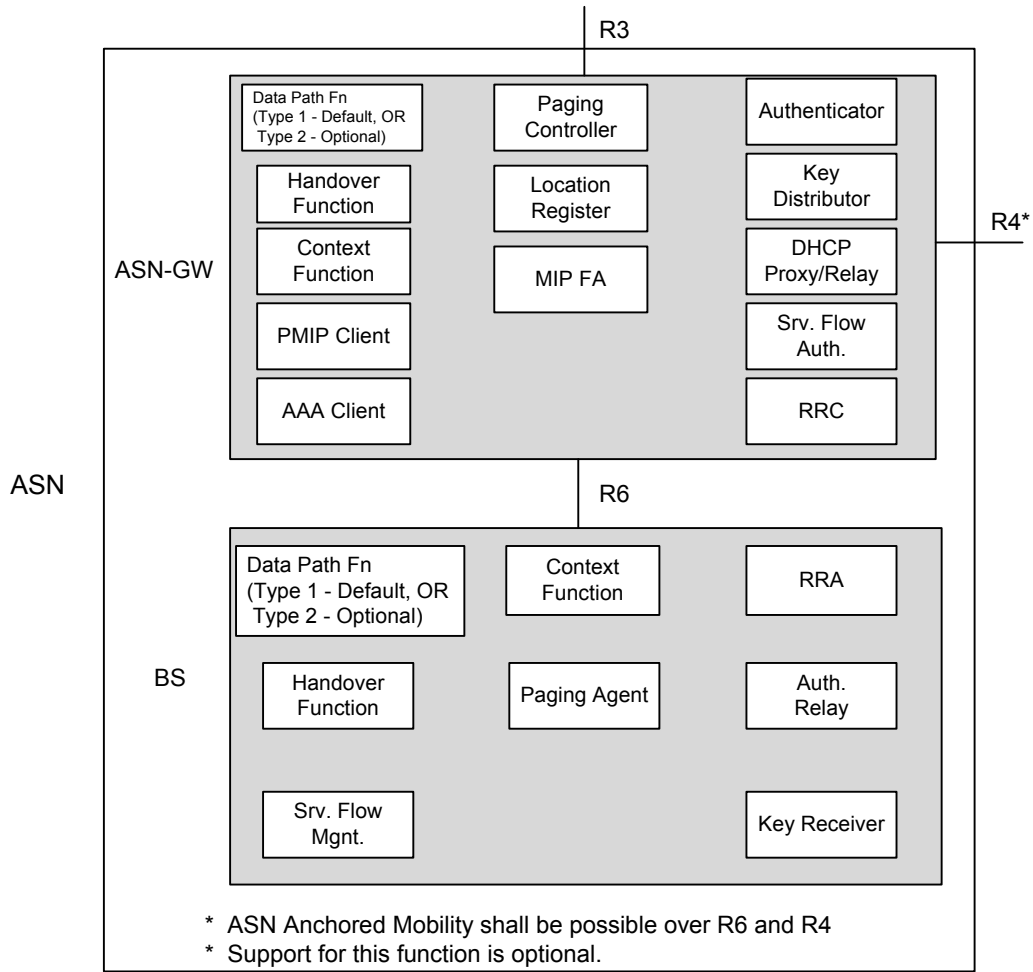 R3
Data Path Fn
(Type 1 - Default, OR
Type 2 - Optional)
Paging
Controller
Authenticator
Handover
Function
Location
Register
Key
Distributor
R4*
ASN-GW
Context
Function
MIP FA
DHCP
Proxy/Relay
PMIP Client
Srv. Flow
Auth.
AAA Client
RRC
ASN
R6
Data Path Fn
(Type 1 - Default, OR
Type 2 - Optional)
Context
Function
RRA
BS
Handover
Function
Paging Agent
Auth.
Relay
Srv. Flow
Mgnt.
Key Receiver
* ASN Anchored Mobility shall be possible over R6 and R4
* Support for this function is optional.